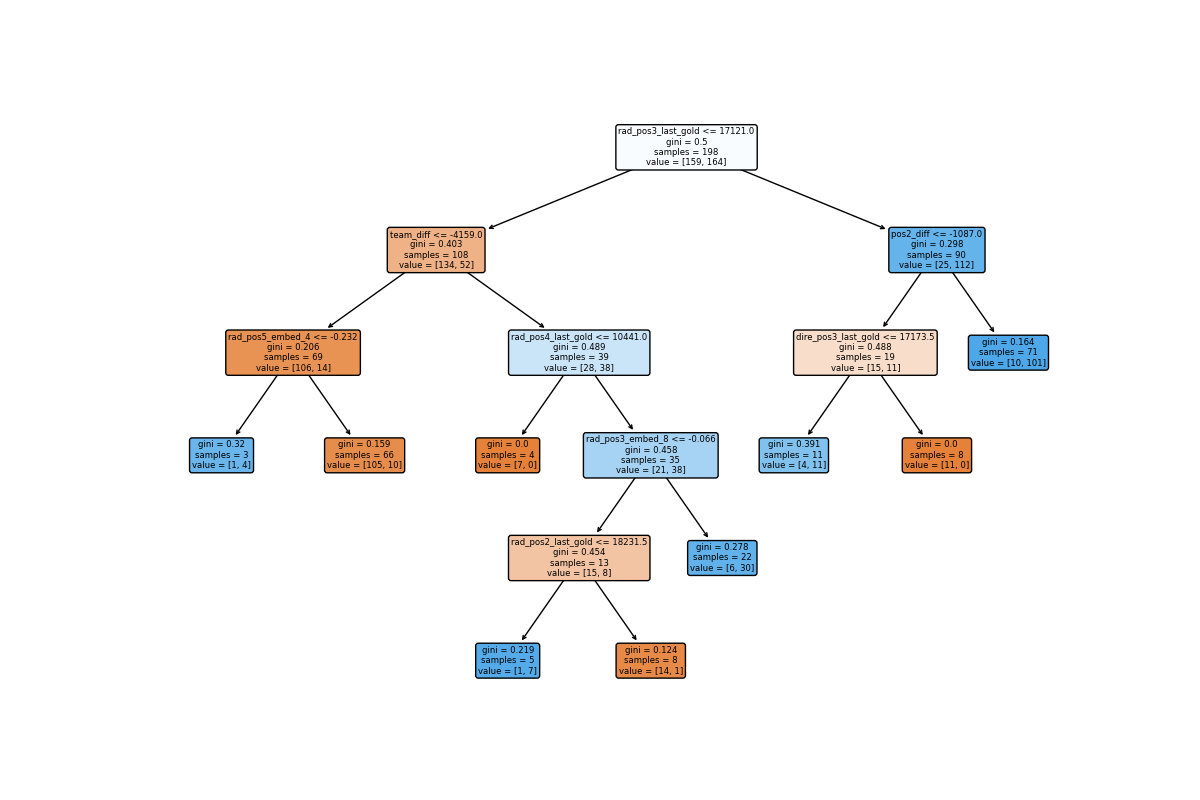 rad_pos3_last_gold <= 17121.0
gini = 0.5
samples = 198
value = [159, 164]
team_diff <= -4159.0
gini = 0.403
samples = 108
value = [134, 52]
pos2_diff <= -1087.0
gini = 0.298
samples = 90
value = [25, 112]
rad_pos5_embed_4 <= -0.232
gini = 0.206
samples = 69
value = [106, 14]
rad_pos4_last_gold <= 10441.0
gini = 0.489
samples = 39
value = [28, 38]
dire_pos3_last_gold <= 17173.5
gini = 0.488
samples = 19
value = [15, 11]
gini = 0.164
samples = 71
value = [10, 101]
gini = 0.32
samples = 3
value = [1, 4]
gini = 0.159
samples = 66
value = [105, 10]
gini = 0.0
samples = 4
value = [7, 0]
rad_pos3_embed_8 <= -0.066
gini = 0.458
samples = 35
value = [21, 38]
gini = 0.391
samples = 11
value = [4, 11]
gini = 0.0
samples = 8
value = [11, 0]
rad_pos2_last_gold <= 18231.5
gini = 0.454
samples = 13
value = [15, 8]
gini = 0.278
samples = 22
value = [6, 30]
gini = 0.219
samples = 5
value = [1, 7]
gini = 0.124
samples = 8
value = [14, 1]